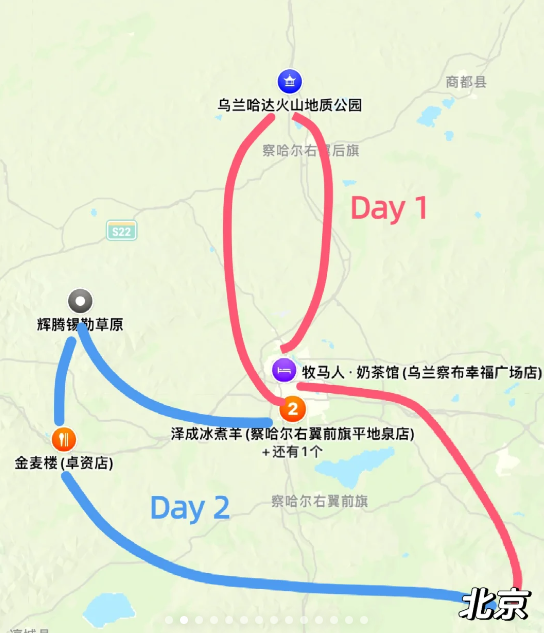 商都县
乌兰哈达火山地质公园
察哈尔右翼后旗
Day 1
S22
辉腾锡勒草原
牧马人·奶茶馆(乌兰察布幸福广场店)
2
泽成冰煮羊(察哈尔右翼前旗平地泉店)
+还有1个
金麦楼(卓资店)
察哈尔右翼前旗
Day 2
北京